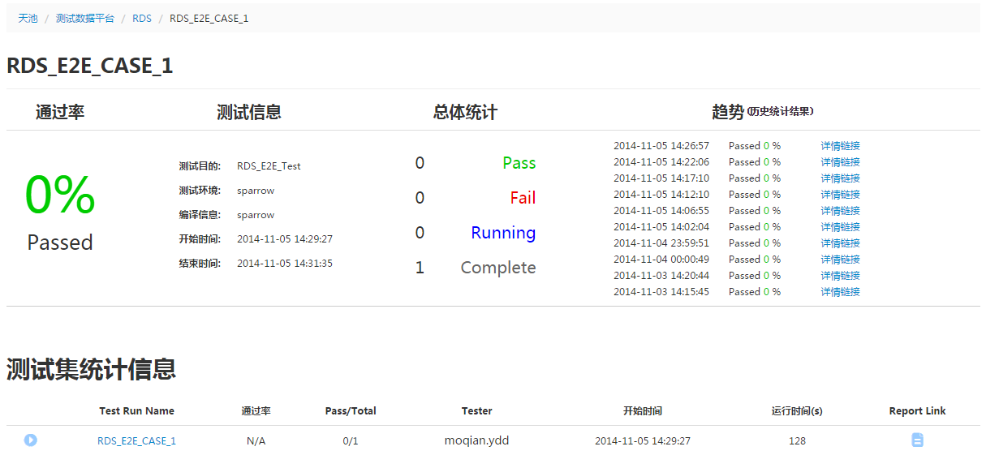 天池 / 测试数据平台 / RDS / RDS_E2E_CASE_1
RDS_E2E_CASE_1
通过率 测试信息 总体统计 趋势(历史统计结果)
0%
Passed
测试目的: RDS_E2E_Test
测试环境: sparrow
编译信息: sparrow
开始时间: 2014-11-05 14:29:27
结束时间: 2014-11-05 14:31:35
0 Pass
0 Fail
0 Running
1 Complete
2014-11-05 14:26:57 Passed 0 % 详情链接
2014-11-05 14:22:06 Passed 0 % 详情链接
2014-11-05 14:17:10 Passed 0 % 详情链接
2014-11-05 14:12:10 Passed 0 % 详情链接
2014-11-05 14:06:55 Passed 0 % 详情链接
2014-11-05 14:02:04 Passed 0 % 详情链接
2014-11-04 23:59:51 Passed 0 % 详情链接
2014-11-04 00:00:49 Passed 0 % 详情链接
2014-11-03 14:20:44 Passed 0 % 详情链接
2014-11-03 14:15:45 Passed 0 % 详情链接
测试集统计信息
Test Run Name 通过率 Pass/Total Tester 开始时间 运行时间(s) Report Link
RDS_E2E_CASE_1 N/A 0/1 moqian.ydd 2014-11-05 14:29:27 128